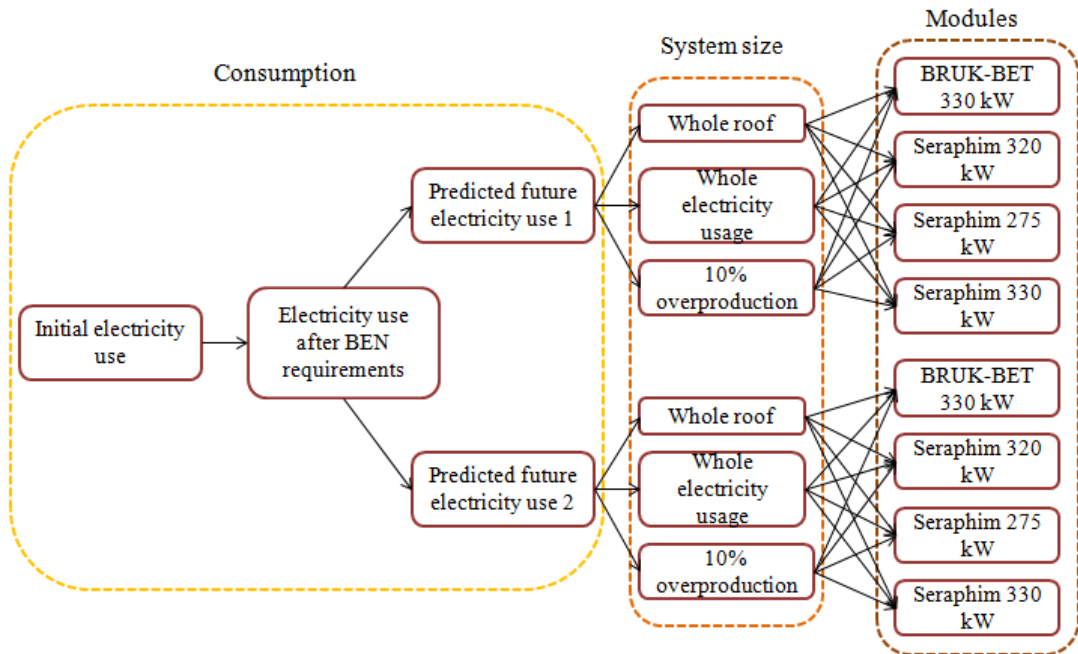 Consumption
System size
Modules
Initial electricity
use
Electricity use
after BEN
requirements
Predicted future
electricity use 1
Predicted future
electricity use 2
Whole roof
Whole
electricity
usage
10%
overproduction
Whole roof
Whole
electricity
usage
10%
overproduction
BRUK-BET
330 kW
Seraphim 320
kW
Seraphim 275
kW
Seraphim 330
kW
BRUK-BET
330 kW
Seraphim 320
kW
Seraphim 275
kW
Seraphim 330
kW